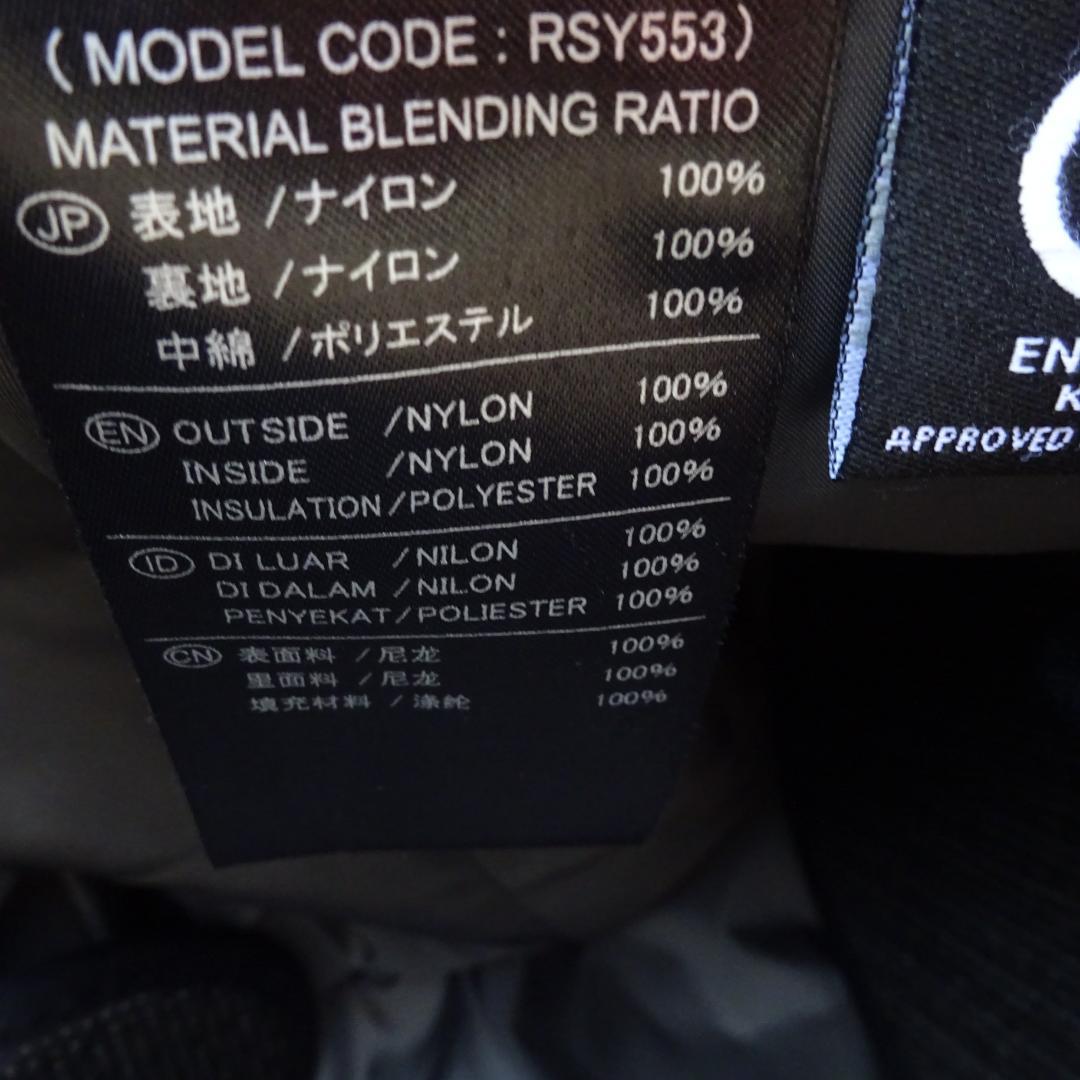 (MODEL CODE : RSY553)
MATERIAL BLENDING RATIO
JP 表地 /ナイロン 100%
裏地 /ナイロン 100%
中綿 /ポリエステル 100%
EN OUTSIDE /NYLON 100%
INSIDE /NYLON 100%
INSULATION/POLYESTER 100%
ID DI LUAR /NILON 100%
DI DALAM /NILON 100%
PENYEKAT/POLIESTER 100%
CN 表面料 /尼龙 100%
里面料 /尼龙 100%
填充材料 /涤纶 100%
EN
K
APPROVED